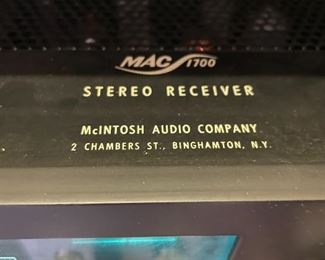 MAC 1700
STEREO RECEIVER
McINTOSH AUDIO COMPANY
2 CHAMBERS ST., BINGHAMTON, N.Y.